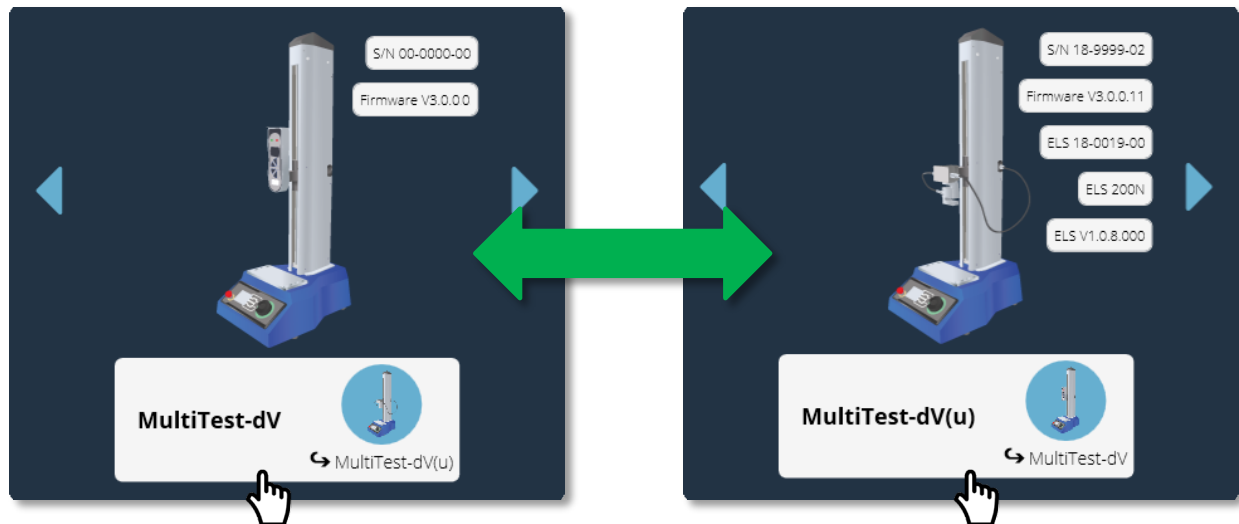 S/N 00-0000-00
Firmware V3.0.0.0
MultiTest-dV
MultiTest-dV(u)
S/N 18-9999-02
Firmware V3.0.0.11
ELS 18-0019-00
ELS 200N
ELS V1.0.8.000
MultiTest-dV(u)
MultiTest-dV